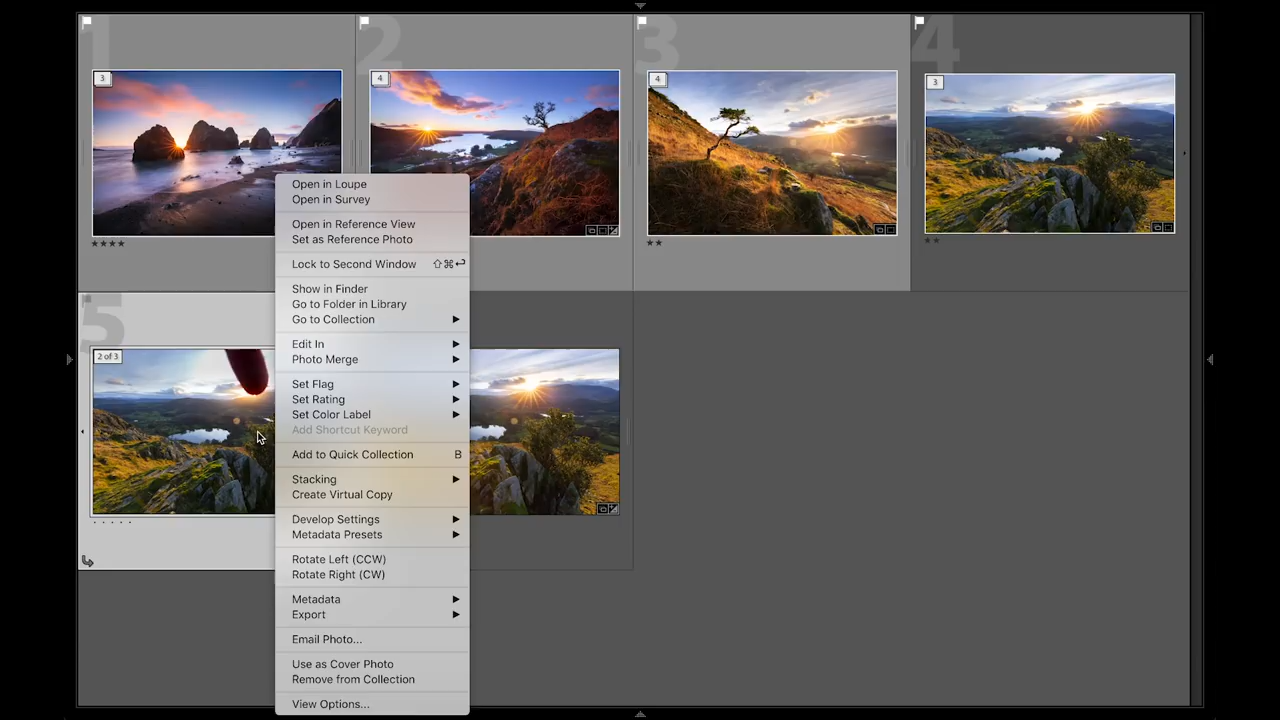 1
2
3
4
3
4
4
3
★★★★
★★
★★
5
2 of 3
Open in Loupe
Open in Survey
Open in Reference View
Set as Reference Photo
Lock to Second Window ⇧⌘↩
Show in Finder
Go to Folder in Library
Go to Collection
Edit In
Photo Merge
Set Flag
Set Rating
Set Color Label
Add Shortcut Keyword
Add to Quick Collection B
Stacking
Create Virtual Copy
Develop Settings
Metadata Presets
Rotate Left (CCW)
Rotate Right (CW)
Metadata
Export
Email Photo...
Use as Cover Photo
Remove from Collection
View Options...